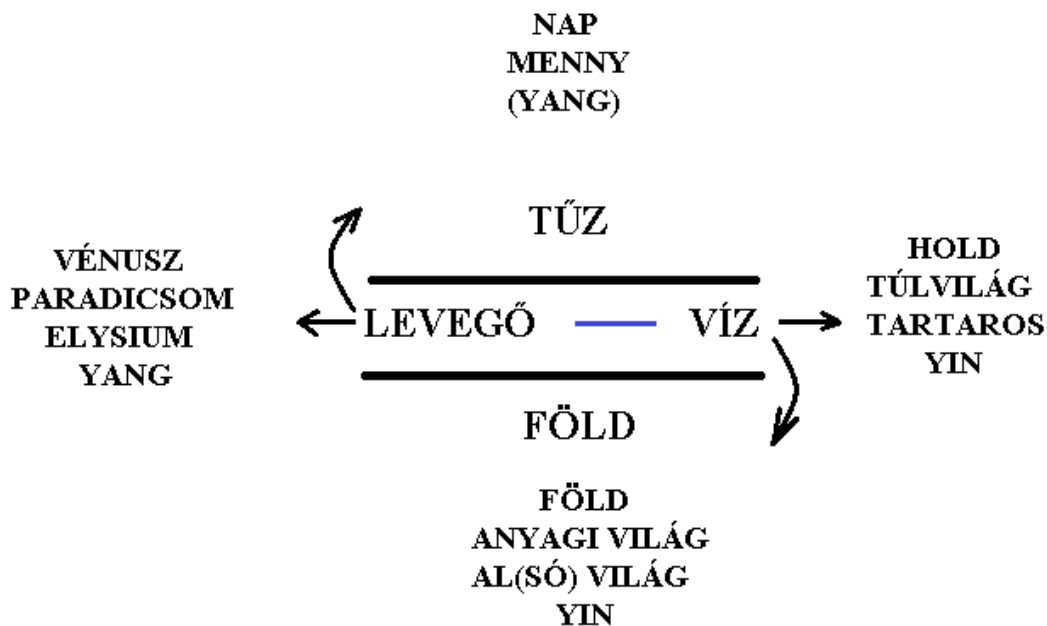 NAP
MENNY
(YANG)
TŰZ
VÉNUSZ
PARADICSOM
ELYSIUM
YANG
LEVEGŐ
VÍZ
HOLD
TÚLVILÁG
TARTAROS
YIN
FÖLD
FÖLD
ANYAGI VILÁG
AL(SÓ) VILÁG
YIN